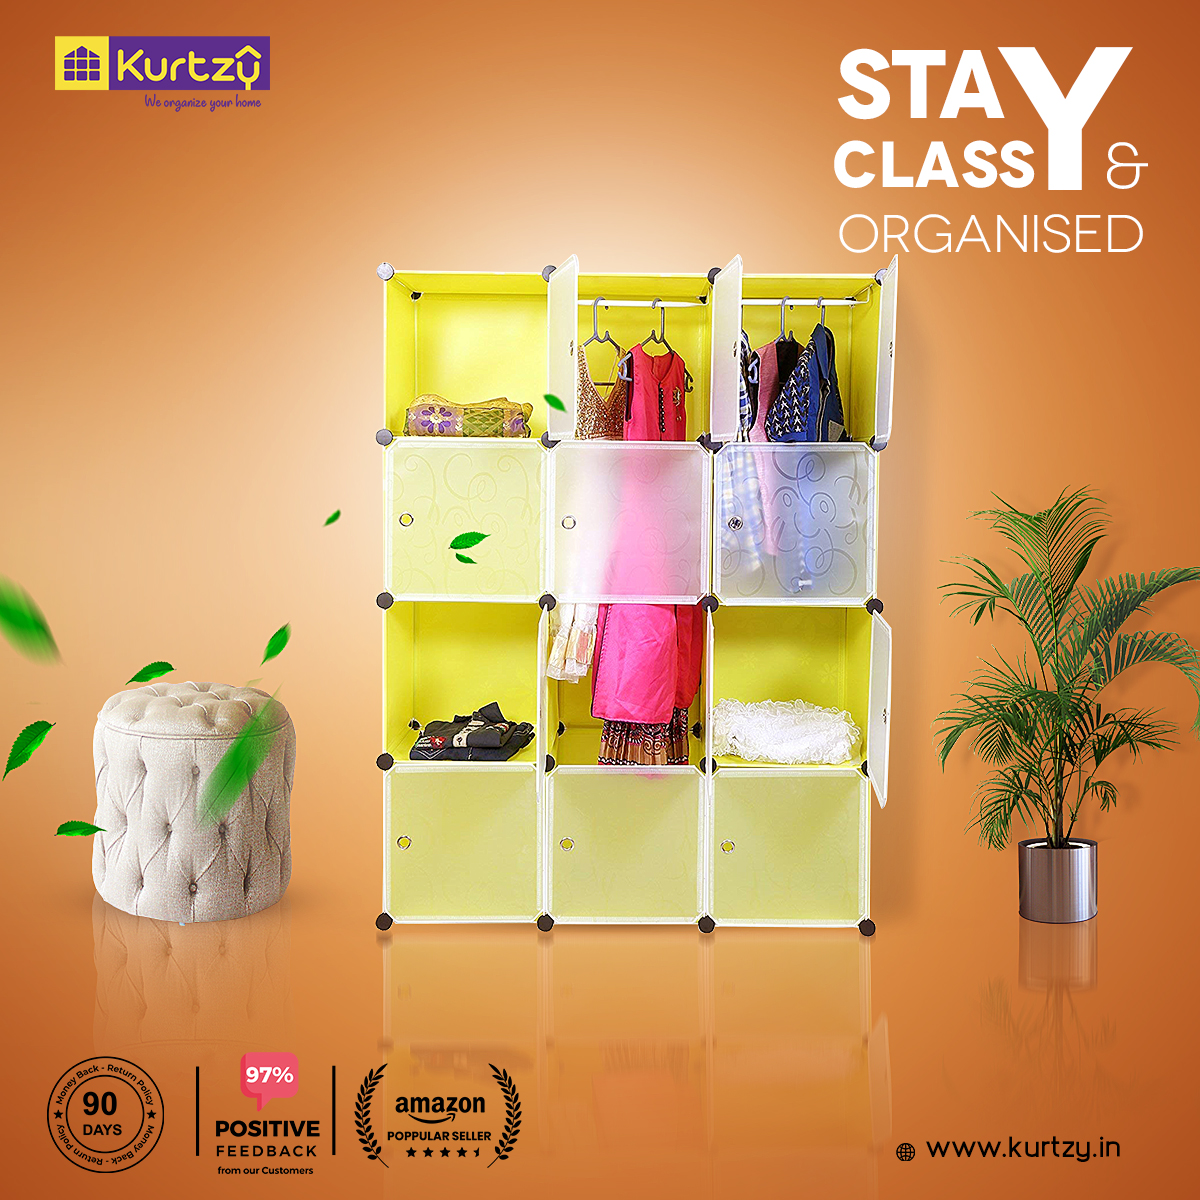 Kurtzy
We organize your home
STAY
CLASSY &
ORGANISED
Money Back - Return Policy
90
DAYS
Money Back - Return Policy
97%
POSITIVE
FEEDBACK
from our Customers
amazon
POPPULAR SELLER
www.kurtzy.in